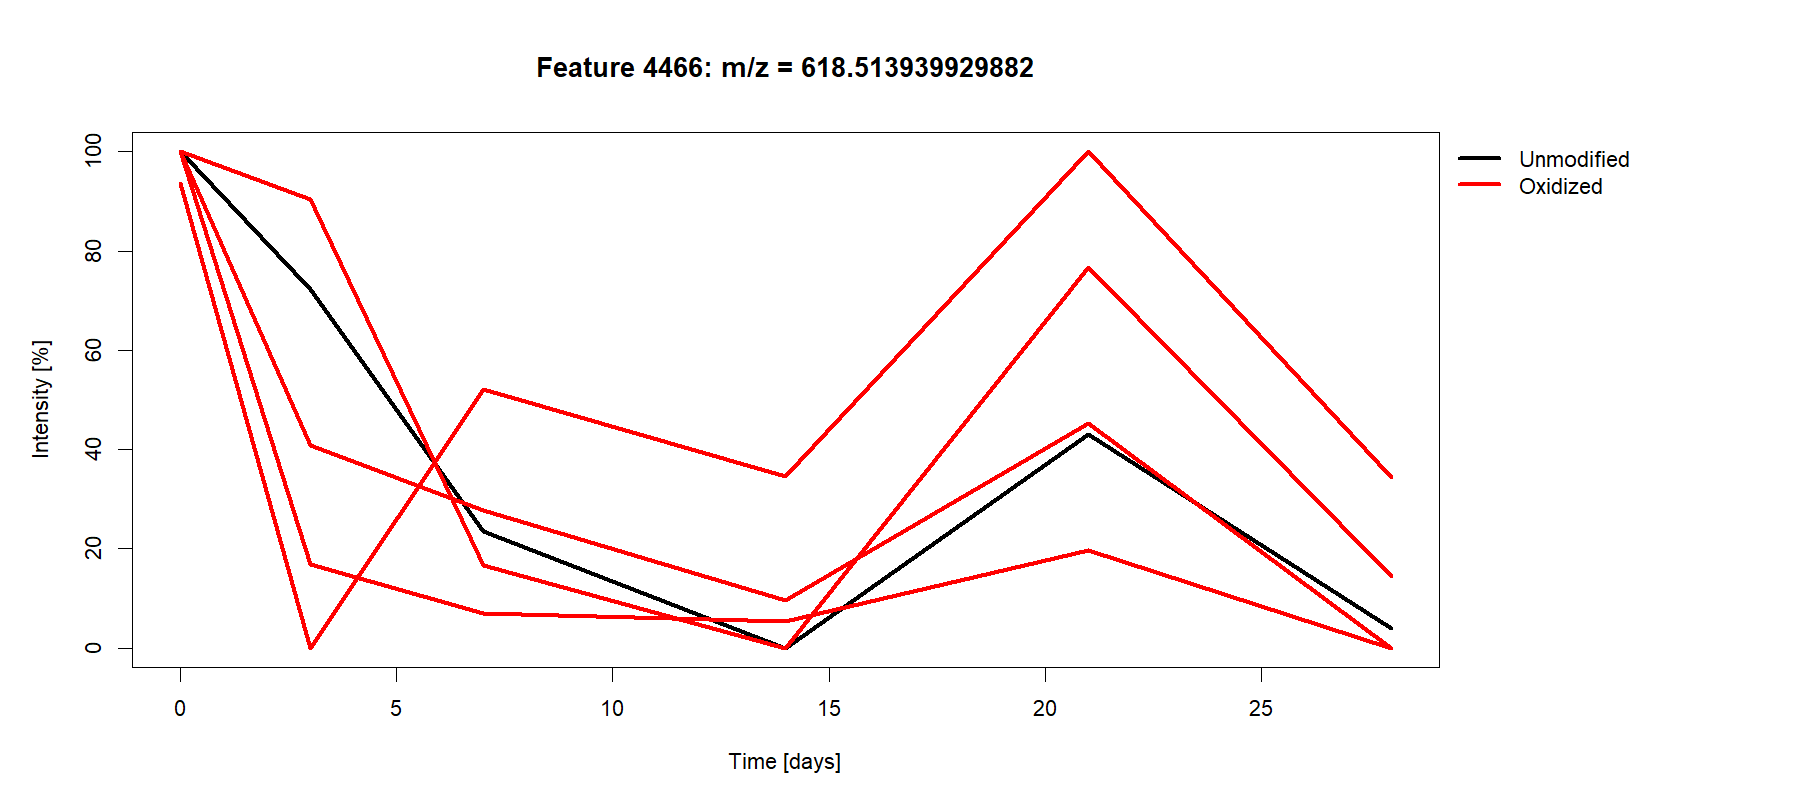 Feature 4466: m/z = 618.513939929882
100
80
60
40
20
0
Intensity [%]
0 5 10 15 20 25
Time [days]
Unmodified
Oxidized